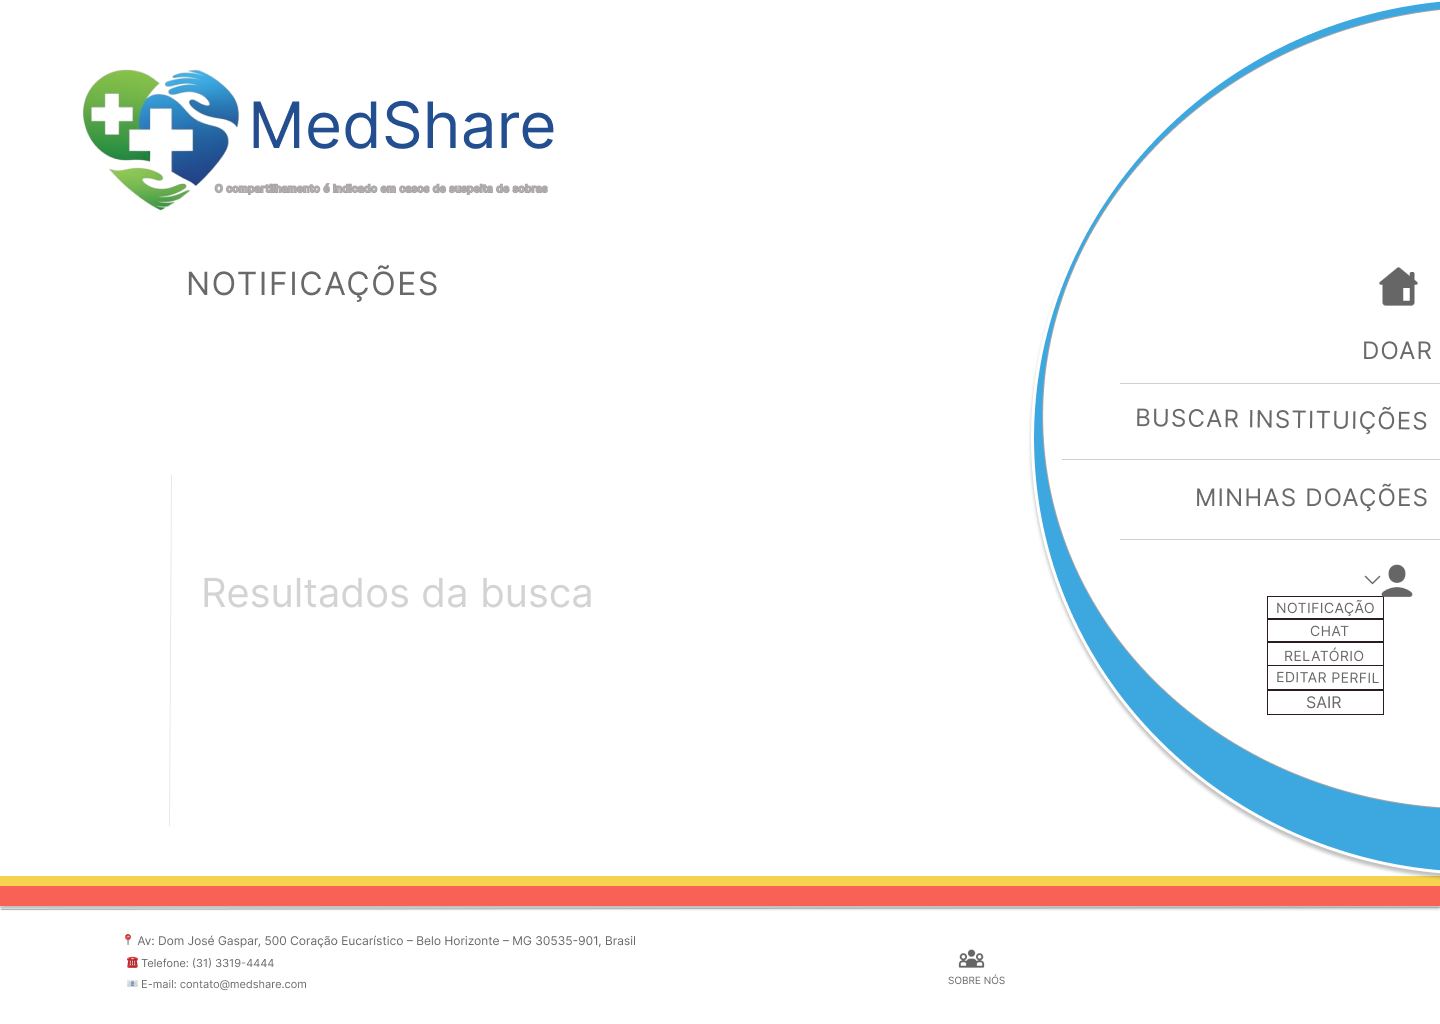 MedShare
O compartilhamento é indicado em casos de suspeita de sobras
NOTIFICAÇÕES
DOAR
BUSCAR INSTITUIÇÕES
MINHAS DOAÇÕES
Resultados da busca
NOTIFICAÇÃO
CHAT
RELATÓRIO
EDITAR PERFIL
SAIR
Av: Dom José Gaspar, 500 Coração Eucarístico – Belo Horizonte – MG 30535-901, Brasil
Telefone: (31) 3319-4444
E-mail: contato@medshare.com
SOBRE NÓS